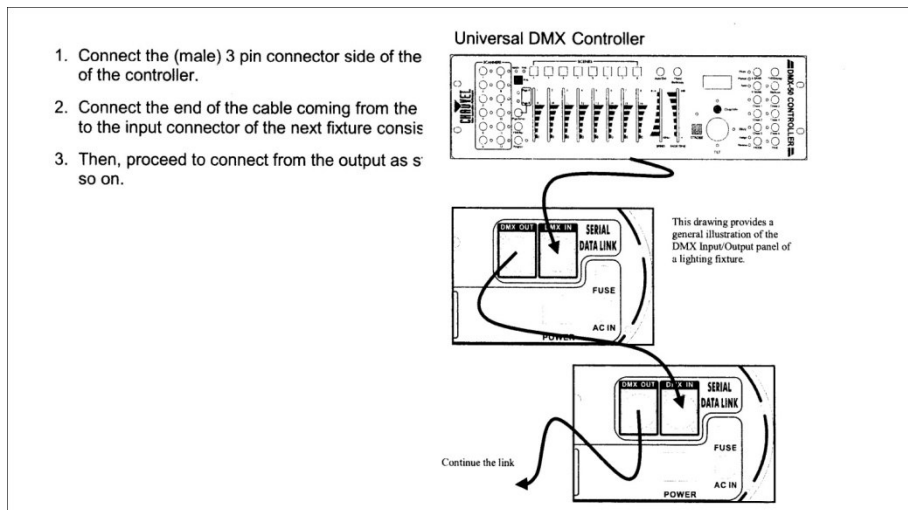 1. Connect the (male) 3 pin connector side of the
of the controller.
2. Connect the end of the cable coming from the
to the input connector of the next fixture consis
3. Then, proceed to connect from the output as s
so on.
Universal DMX Controller
SCANNERS
SCENES
CHAUVET
DMX-50 CONTROLLER
This drawing provides a
general illustration of the
DMX Input/Output panel of
a lighting fixture.
DMX OUT
DMX IN
SERIAL
DATA LINK
FUSE
AC IN
POWER
DMX OUT
DMX IN
SERIAL
DATA LINK
FUSE
AC IN
POWER
Continue the link